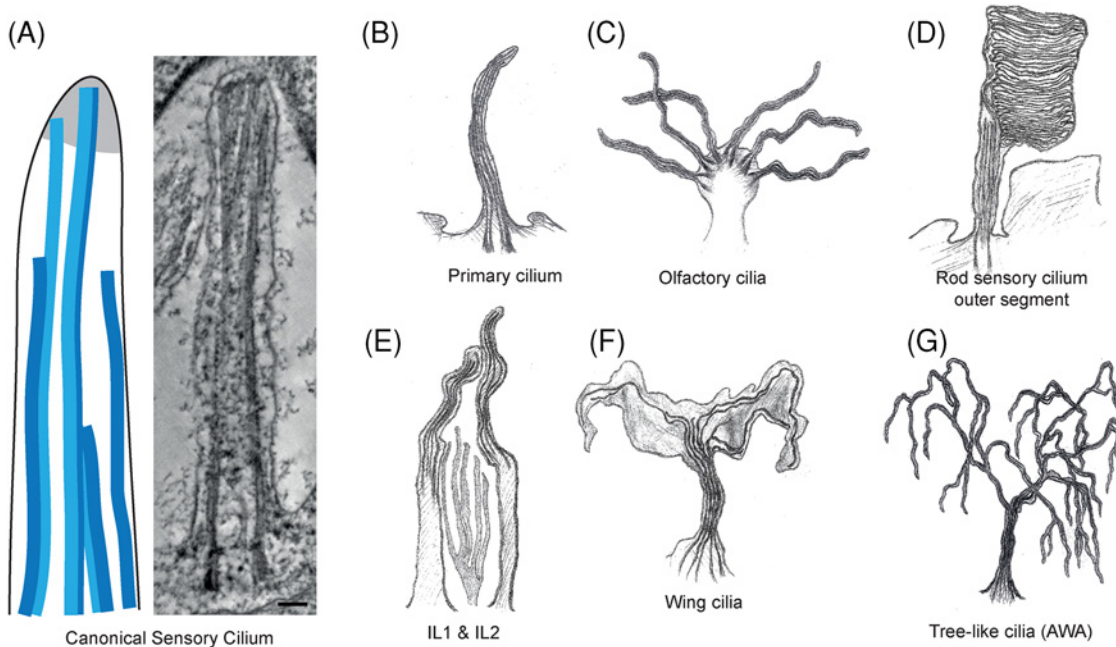 (A)
(B)
(C)
(D)
Primary cilium
Olfactory cilia
Rod sensory cilium
outer segment
(E)
(F)
(G)
Canonical Sensory Cilium
IL1 & IL2
Wing cilia
Tree-like cilia (AWA)